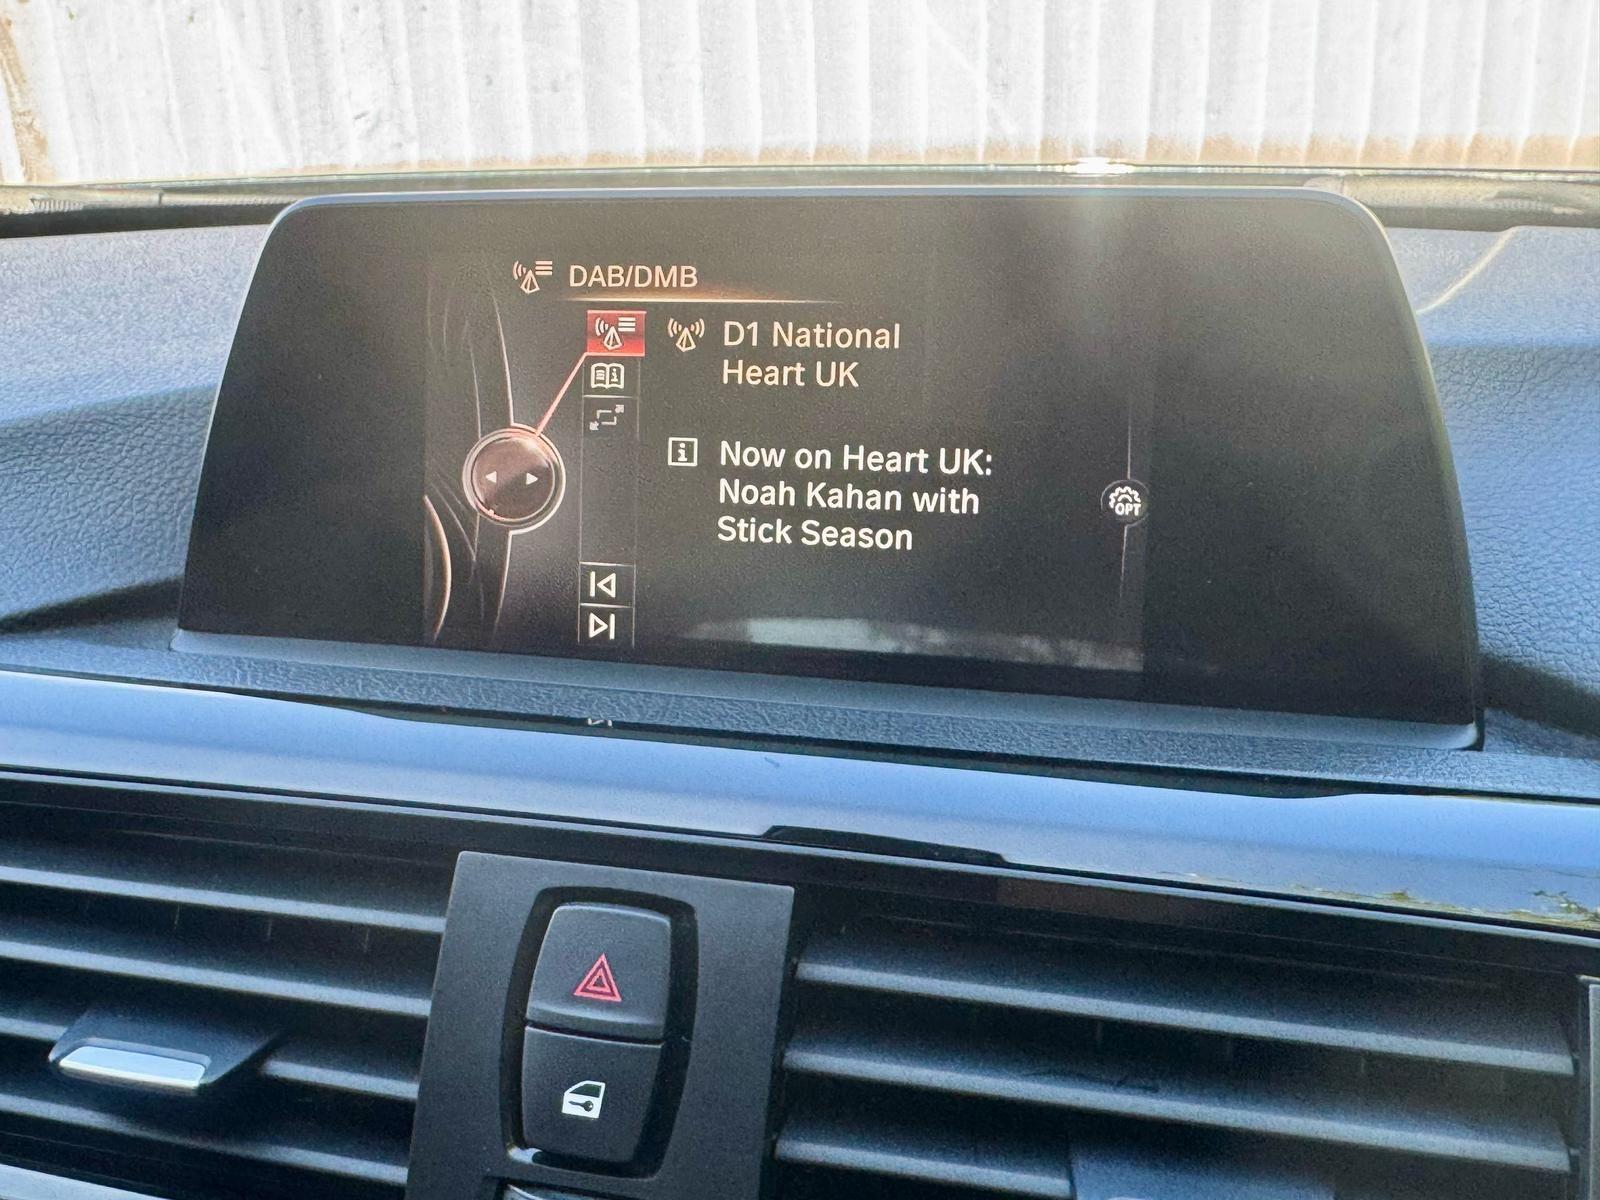 DAB/DMB
D1 National
Heart UK
Now on Heart UK:
Noah Kahan with
Stick Season
OPT